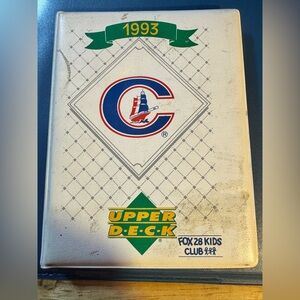 1993
C
®
UPPER
D·E·C·K
FOX 28 KIDS
CLUB